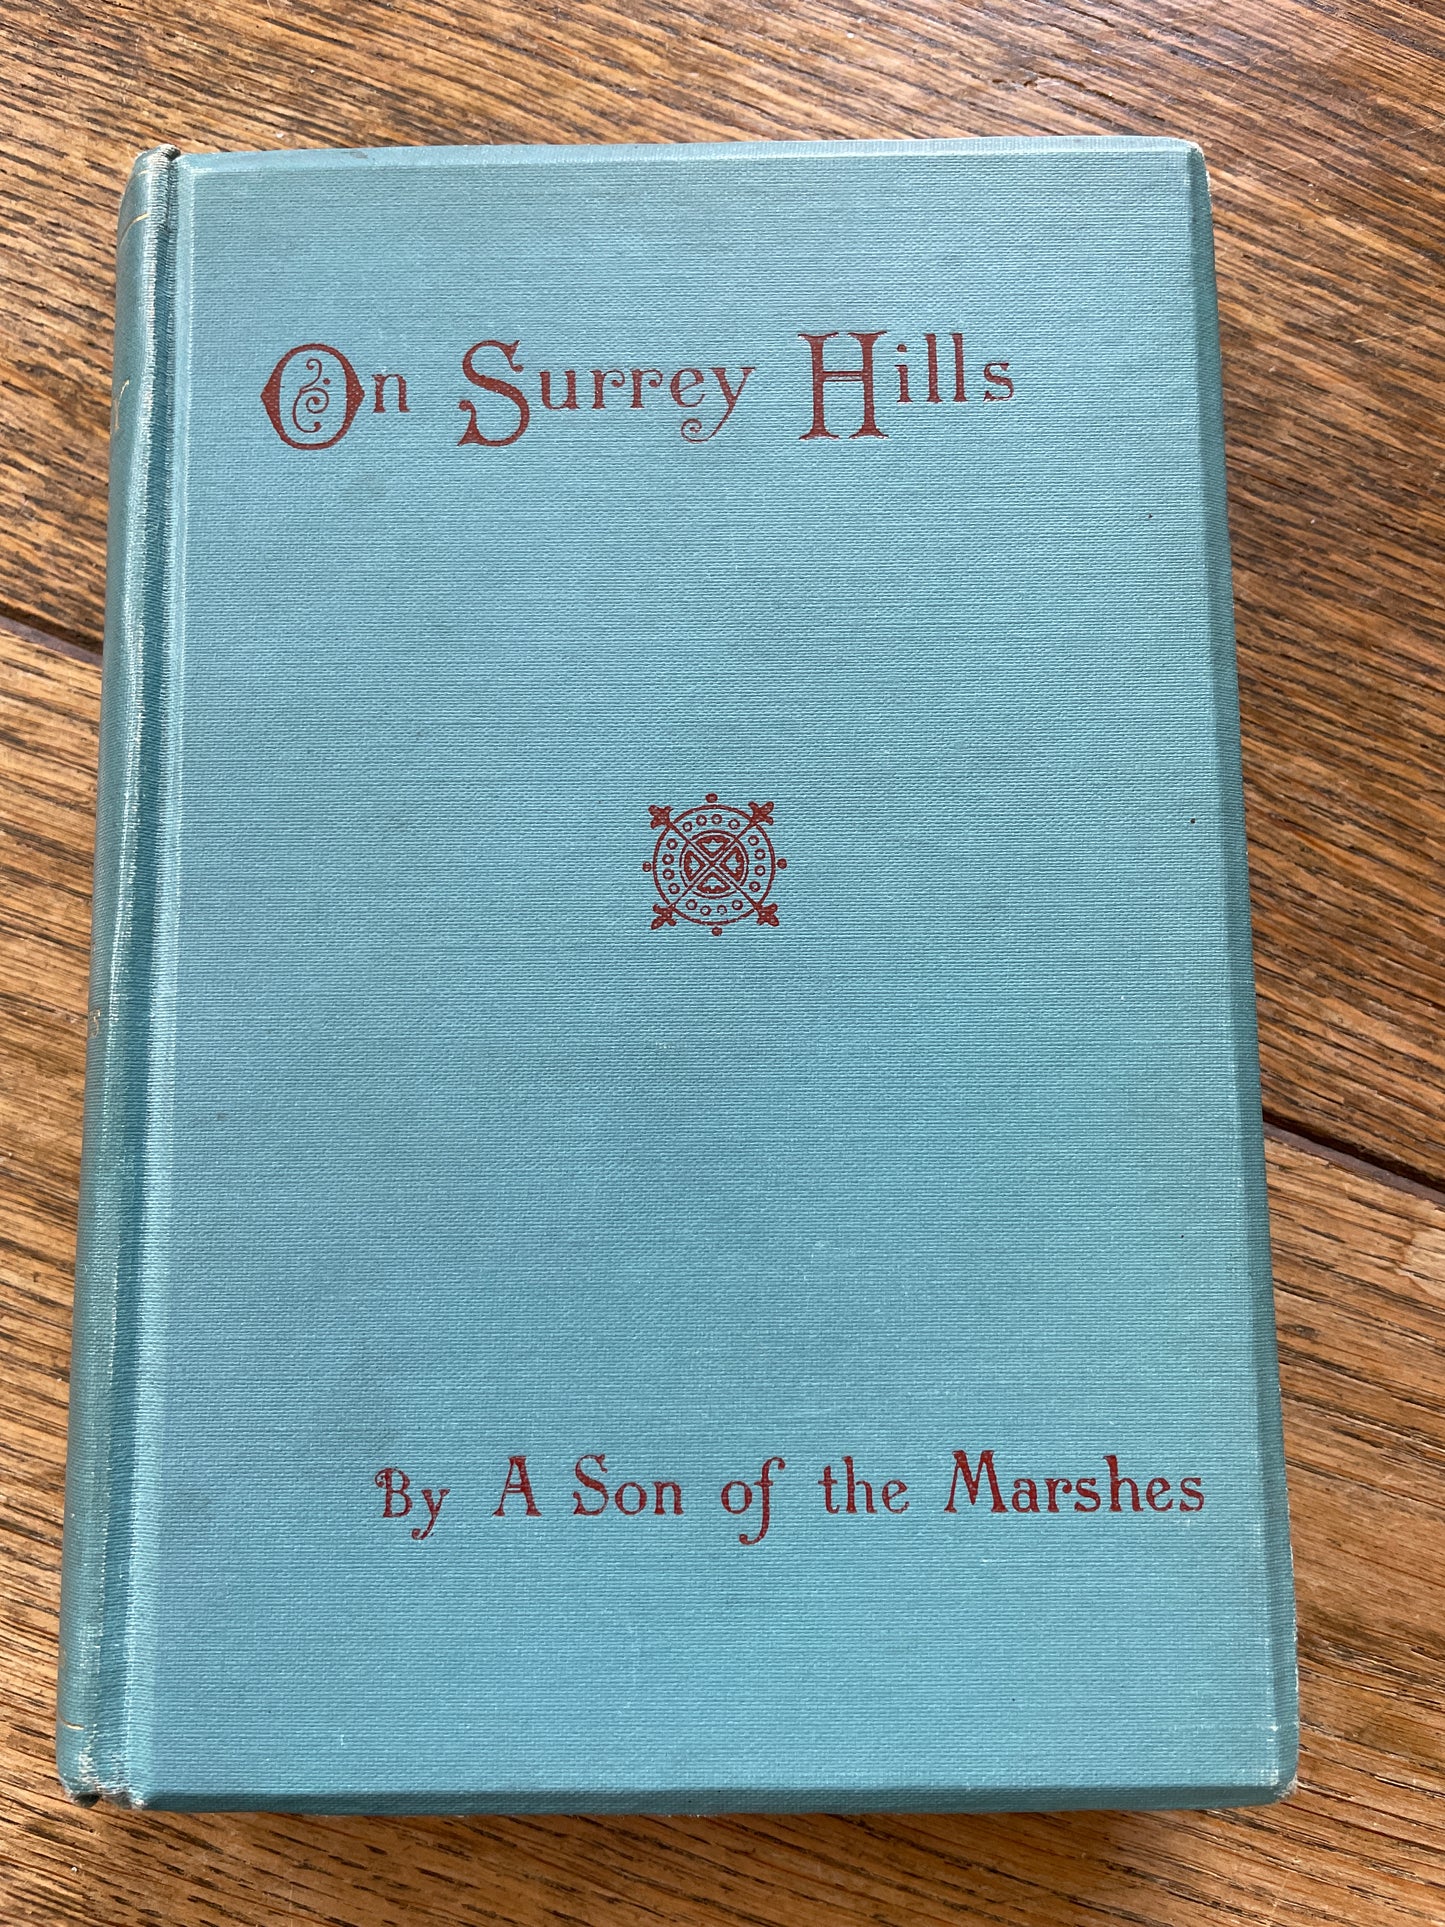 On Surrey Hills
By A Son of the Marshes